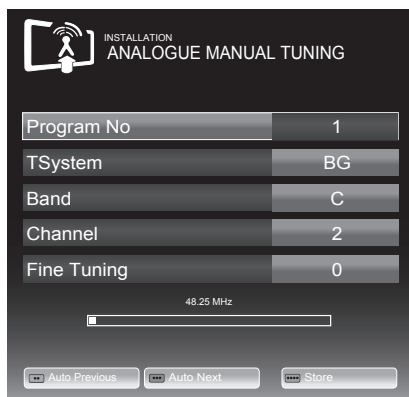 INSTALLATION
ANALOGUE MANUAL TUNING
Program No 1
TSystem BG
Band C
Channel 2
Fine Tuning 0
48.25 MHz
Auto Previous Auto Next Store